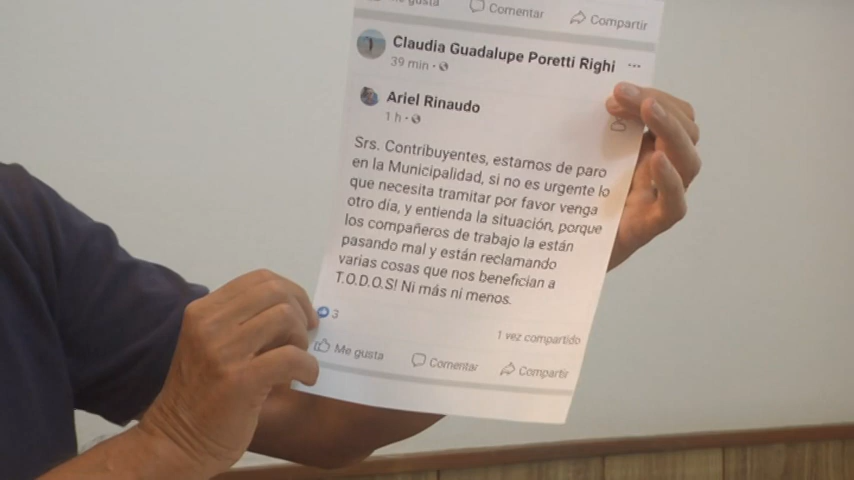 Me gusta Comentar Compartir
Claudia Guadalupe Poretti Righi ...
39 min ·
Ariel Rinaudo
1 h ·
Srs. Contribuyentes, estamos de paro
en la Municipalidad, si no es urgente lo
que necesita tramitar por favor venga
otro día, y entienda la situación, porque
los compañeros de trabajo la están
pasando mal y están reclamando
varias cosas que nos benefician a
T.O.D.O.S! Ni más ni menos.
3
1 vez compartido
Me gusta Comentar Compartir